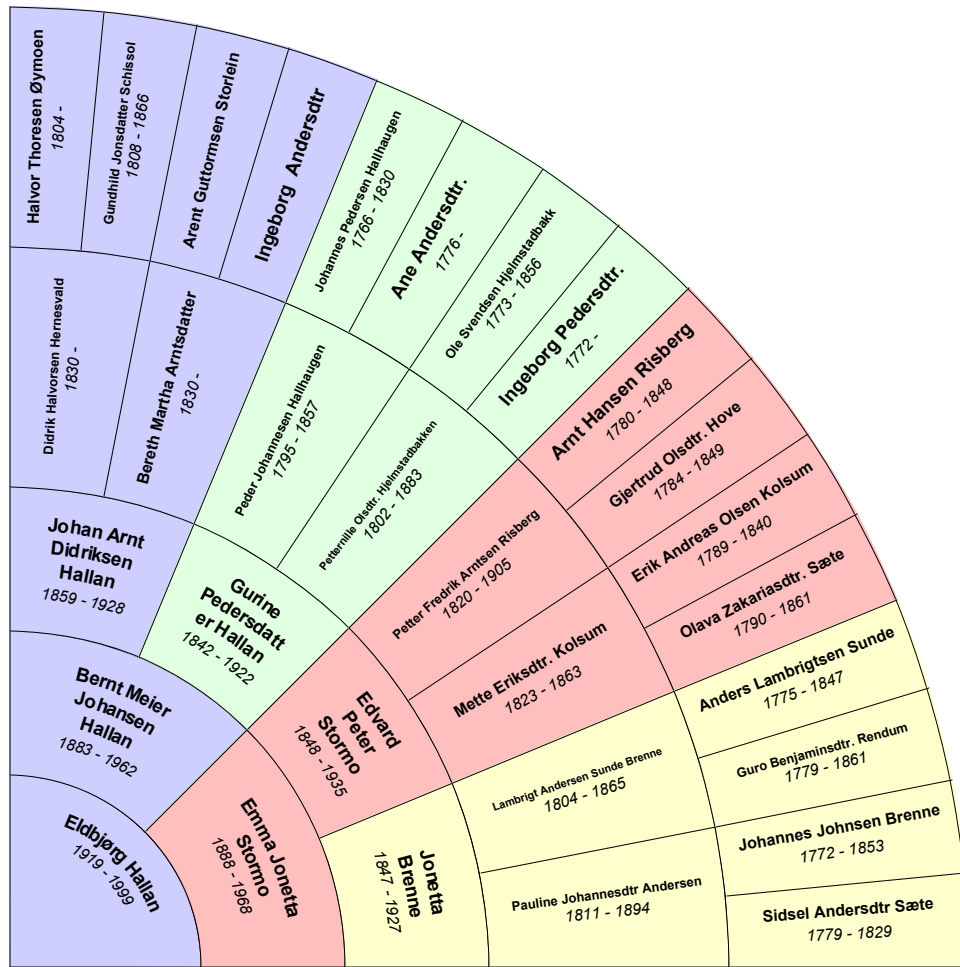 Halvor Thoresen Øymoen
1804 -
Gundhild Jonsdatter Schissol
1808 - 1866
Arent Guttormsen Storlein
Ingeborg Andersdtr
Johannes Pedersen Hallhaugen
1766 - 1830
Ane Andersdtr.
1776 -
Ole Svendsen Hjelmstadbakk
1773 - 1856
Ingeborg Pedersdtr.
1772 -
Arnt Hansen Risberg
1780 - 1848
Gjertrud Olsdtr. Hove
1784 - 1849
Erik Andreas Olsen Kolsum
1789 - 1840
Olava Zakariasdtr. Sæte
1790 - 1861
Anders Lambrigtsen Sunde
1775 - 1847
Guro Benjaminsdtr. Rendum
1779 - 1861
Johannes Johnsen Brenne
1772 - 1853
Sidsel Andersdtr Sæte
1779 - 1829
Didrik Halvorsen Hernesvald
1830 -
Bereth Martha Arntsdatter
1830 -
Peder Johannesen Hallhaugen
1795 - 1857
Petternille Olsdtr. Hjelmstadbakken
1802 - 1883
Petter Fredrik Arntsen Risberg
1820 - 1905
Mette Eriksdtr. Kolsum
1823 - 1863
Lambrigt Andersen Sunde Brenne
1804 - 1865
Pauline Johannesdtr Andersen
1811 - 1894
Johan Arnt
Didriksen
Hallan
1859 - 1928
Gurine
Pedersdatt
er Hallan
1842 - 1922
Edvard
Peter
Stormo
1848 - 1935
Jonetta
Brenne
1847 - 1927
Bernt Meier
Johansen
Hallan
1883 - 1962
Emma Jonetta
Stormo
1888 - 1968
Eldbjørg Hallan
1919 - 1999